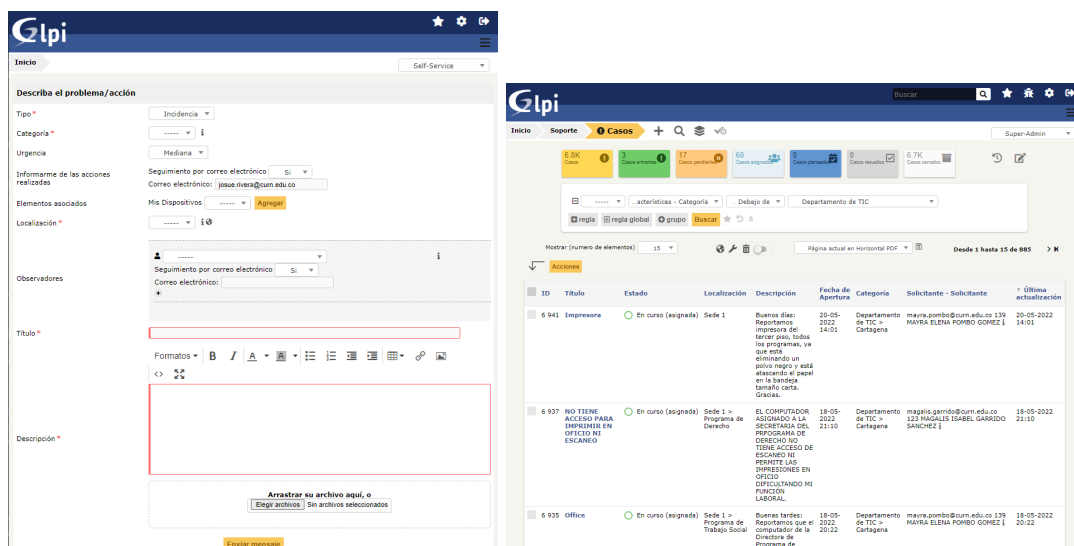 Glpi
Inicio
Self-Service
Describa el problema/acción
Tipo *
Incidencia
Categoría *
-----
Urgencia
Mediana
Informarme de las acciones realizadas
Seguimiento por correo electrónico Si
Correo electrónico: josue.rivera@curn.edu.co
Elementos asociados
Mis Dispositivos ----- Agregar
Localización *
-----
Observadores
-----
Seguimiento por correo electrónico Si
Correo electrónico:
Título *
Formatos B I A A
Descripción *
Arrastrar su archivo aquí, o
Elegir archivos Sin archivos seleccionados
Enviar mensaje
Glpi
Buscar
Inicio Soporte Casos
Super-Admin
6.8K
Casos
3
Casos entrantes
17
Casos pendientes
60
Casos asignados
0
Casos planeados
0
Casos resueltos
6.7K
Casos cerrados
----- ...acterísticas - Categoría . Debajo de Departamento de TIC
regla regla global grupo Buscar
Mostrar (numero de elementos) 15
Página actual en Horizontal PDF
Desde 1 hasta 15 de 885
Acciones
ID Título Estado Localización Descripción Fecha de Apertura Categoría Solicitante - Solicitante Última actualización
6 941 Impresora
En curso (asignada)
Sede 1
Buenos días:
Reportamos
impresora del
tercer piso, todos
los programas, ya
que está
eliminando un
polvo negro y está
atascando el papel
en la bandeja
tamaño carta.
Gracias.
20-05-
2022
14:01
Departamento
de TIC >
Cartagena
mayra.pombo@curn.edu.co 139
MAYRA ELENA POMBO GOMEZ
20-05-2022
14:01
6 937 NO TIENE
ACCESO PARA
IMPRIMIR EN
OFICIO NI
ESCANEO
En curso (asignada)
Sede 1 >
Programa de
Derecho
EL COMPUTADOR
ASIGNADO A LA
SECRETARIA DEL
PRFOGRAMA DE
DERECHO NO
TIENE ACCESO DE
ESCANEO NI
PERMITE LAS
IMPRESIONES EN
OFICIO
DIFICULTANDO MI
FUNCIÓN
LABORAL.
18-05-
2022
21:10
Departamento
de TIC >
Cartagena
magalis.garrido@curn.edu.co
123 MAGALIS ISABEL GARRIDO
SANCHEZ
18-05-2022
21:10
6 935 Office
En curso (asignada)
Sede 1 >
Programa de
Trabajo Social
Buenas tardes:
Reportamos que el
computador de la
Directora de
Programa de
18-05-
2022
20:22
Departamento
de TIC >
Cartagena
mayra.pombo@curn.edu.co 139
MAYRA ELENA POMBO GOMEZ
18-05-2022
20:22